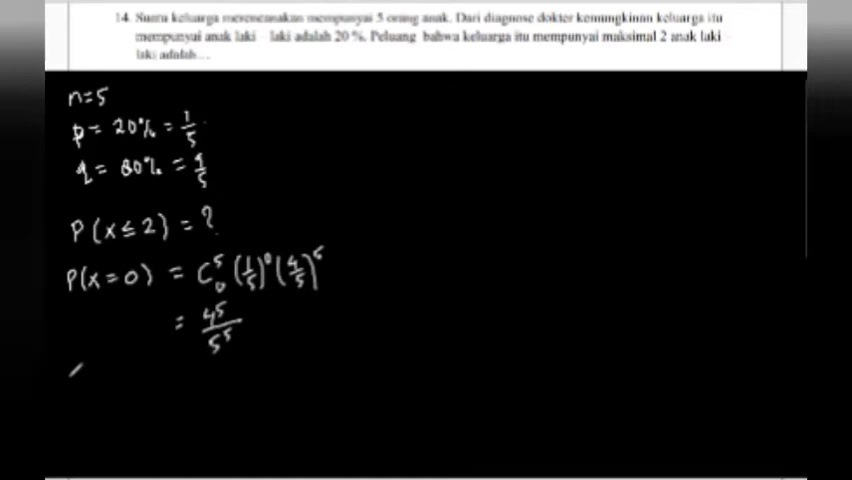 14. Suatu keluarga merencanakan mempunyai 5 orang anak. Dari diagnose dokter kemungkinan keluarga itu
mempunyai anak laki – laki adalah 20 %. Peluang bahwa keluarga itu mempunyai maksimal 2 anak laki –
laki adalah....
n=5
p = 20% = 1/5
q = 80% = 4/5
P(x ≤ 2) = ?
P(x = 0) = C⁵₀ (1/5)⁰ (4/5)⁵
= 4⁵/5⁵